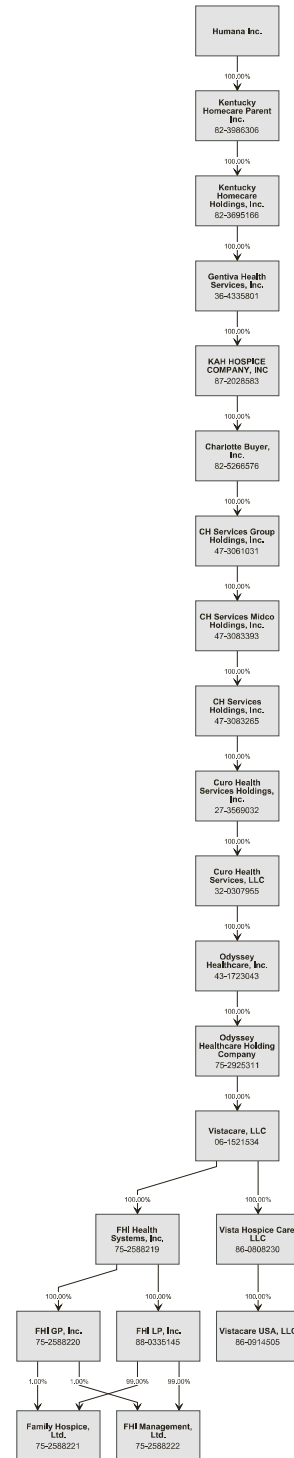 Humana Inc.
100.00%
Kentucky
Homecare Parent
Inc.
82-3986306
100.00%
Kentucky
Homecare
Holdings, Inc.
82-3695166
100.00%
Gentiva Health
Services, Inc.
36-4335801
100.00%
KAH HOSPICE
COMPANY, INC
87-2028583
100.00%
Charlotte Buyer,
Inc.
82-5266576
100.00%
CH Services Group
Holdings, Inc.
47-3061031
100.00%
CH Services Midco
Holdings, Inc.
47-3083393
100.00%
CH Services
Holdings, Inc.
47-3083265
100.00%
Curo Health
Services Holdings,
Inc.
27-3569032
100.00%
Curo Health
Services, LLC
32-0307955
100.00%
Odyssey
Healthcare, Inc.
43-1723043
100.00%
Odyssey
Healthcare Holding
Company
75-2925311
100.00%
Vistacare, LLC
06-1521534
100.00% 100.00%
FHI Health
Systems, Inc.
75-2588219
Vista Hospice Care,
LLC
86-0808230
100.00% 100.00% 100.00%
FHI GP, Inc.
75-2588220
FHI LP, Inc.
88-0335145
Vistacare USA, LLC
86-0914505
1.00% 1.00% 99.00% 99.00%
Family Hospice,
Ltd.
75-2588221
FHI Management,
Ltd.
75-2588222